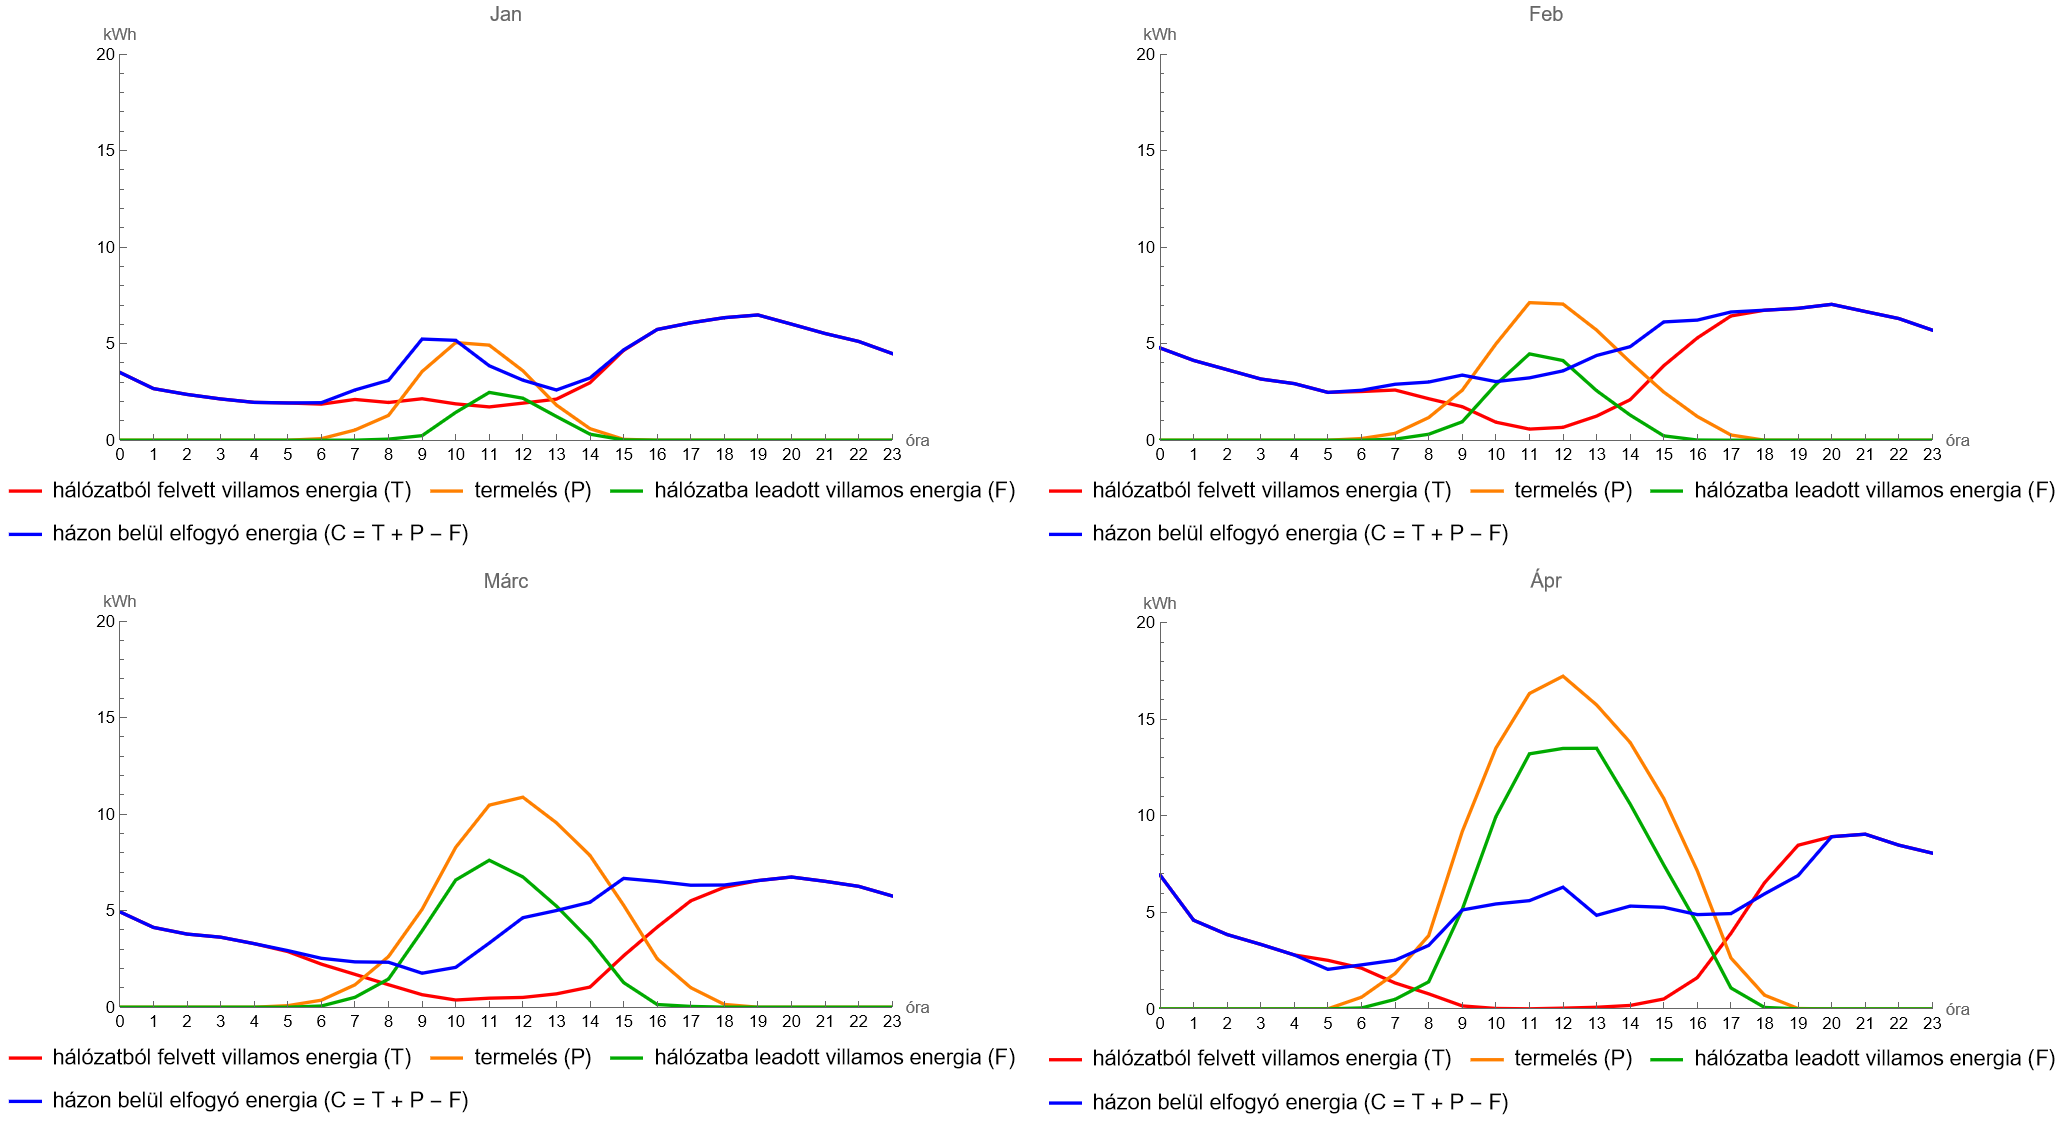 Jan
kWh
20
15
10
5
0
0 1 2 3 4 5 6 7 8 9 10 11 12 13 14 15 16 17 18 19 20 21 22 23
óra
hálózatból felvett villamos energia (T) termelés (P) hálózatba leadott villamos energia (F)
házon belül elfogyó energia (C = T + P − F)
Feb
kWh
20
15
10
5
0
0 1 2 3 4 5 6 7 8 9 10 11 12 13 14 15 16 17 18 19 20 21 22 23
óra
hálózatból felvett villamos energia (T) termelés (P) hálózatba leadott villamos energia (F)
házon belül elfogyó energia (C = T + P − F)
Márc
kWh
20
15
10
5
0
0 1 2 3 4 5 6 7 8 9 10 11 12 13 14 15 16 17 18 19 20 21 22 23
óra
hálózatból felvett villamos energia (T) termelés (P) hálózatba leadott villamos energia (F)
házon belül elfogyó energia (C = T + P − F)
Ápr
kWh
20
15
10
5
0
0 1 2 3 4 5 6 7 8 9 10 11 12 13 14 15 16 17 18 19 20 21 22 23
óra
hálózatból felvett villamos energia (T) termelés (P) hálózatba leadott villamos energia (F)
házon belül elfogyó energia (C = T + P − F)